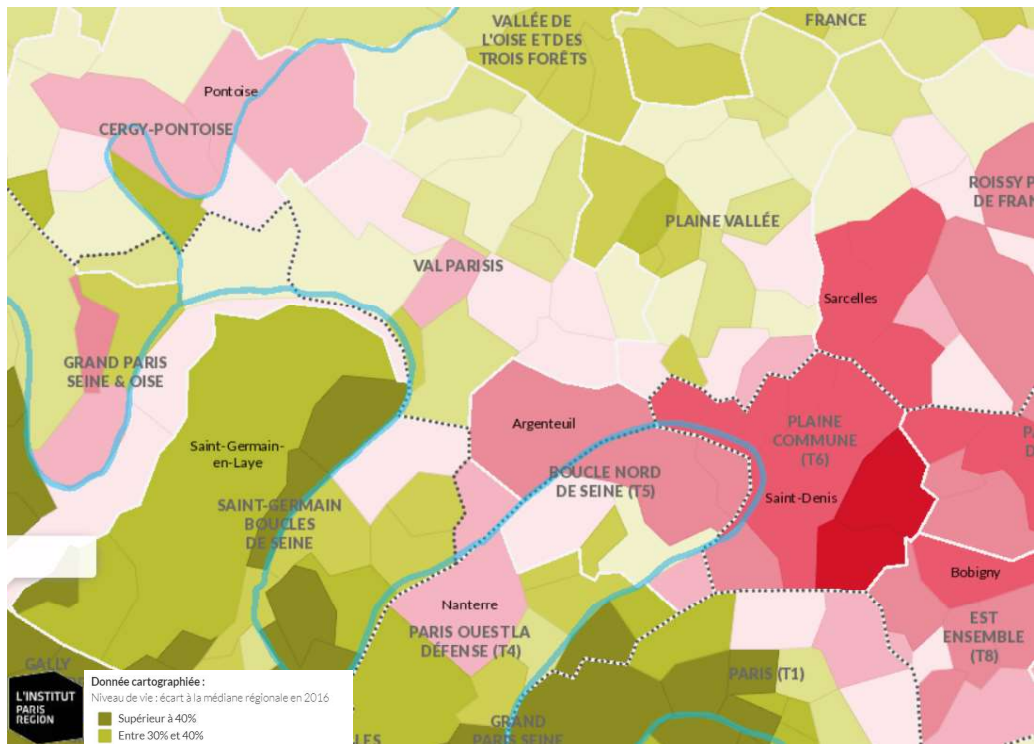 VALLÉE DE
L'OISE ET DES
TROIS FORÊTS
FRANCE
Pontoise
CERGY-PONTOISE
ROISSY P
DE FRAN
PLAINE VALLÉE
VAL PARISIS
Sarcelles
GRAND PARIS
SEINE & OISE
Argenteuil
PLAINE
COMMUNE
(T6)
P
D
Saint-Germain-
en-Laye
BOUCLE NORD
DE SEINE (T5)
Saint-Denis
SAINT-GERMAIN
BOUCLES
DE SEINE
Bobigny
Nanterre
PARIS OUEST LA
DÉFENSE (T4)
EST
ENSEMBLE
(T8)
GALLY
PARIS (T1)
GRAND
PARIS SEINE
LES
L'INSTITUT
PARIS
REGION
Donnée cartographiée :
Niveau de vie : écart à la médiane régionale en 2016
Supérieur à 40%
Entre 30% et 40%